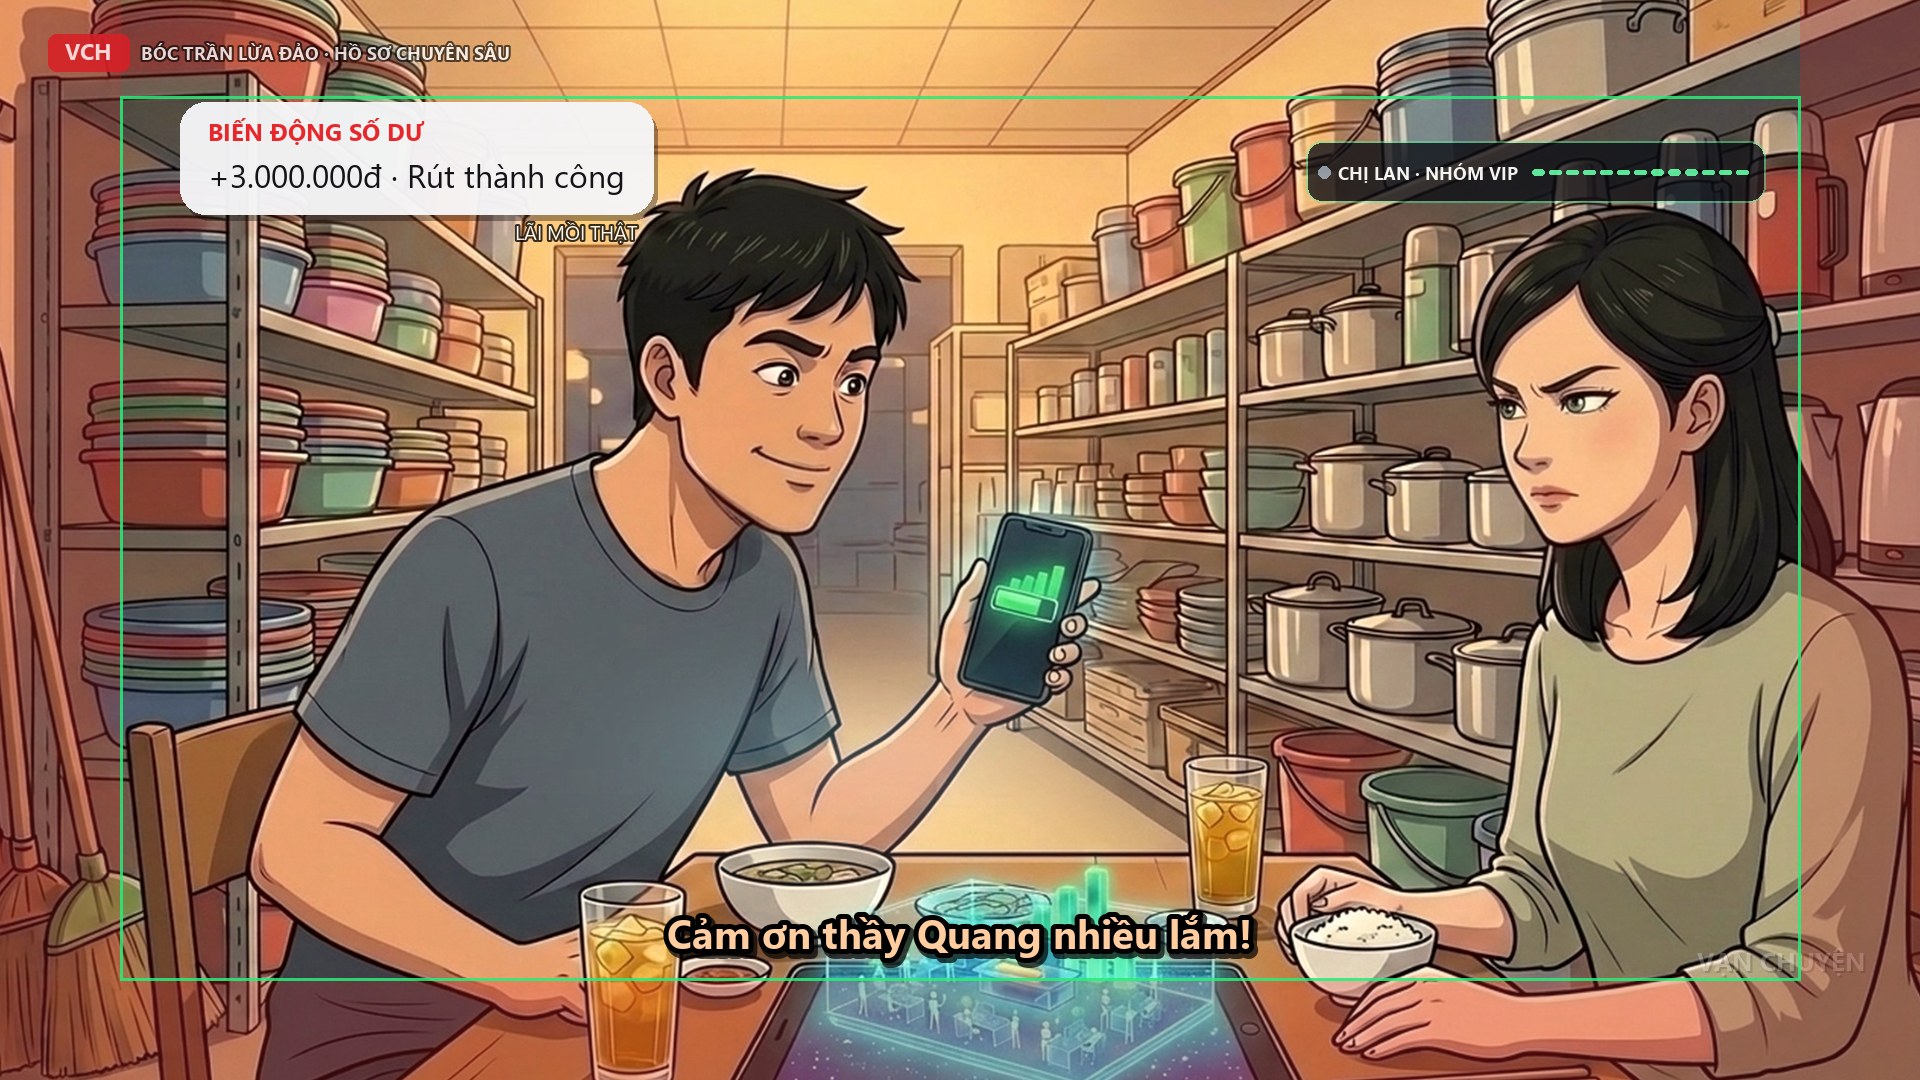 VCH BÓC TRẦN LỪA ĐẢO · HỒ SƠ CHUYÊN SÂU
BIẾN ĐỘNG SỐ DƯ
+3.000.000đ · Rút thành công
LÃI MỒI THẬT
CHỊ LAN · NHÓM VIP
Cảm ơn thầy Quang nhiều lắm!
VẠN CHUYỆN